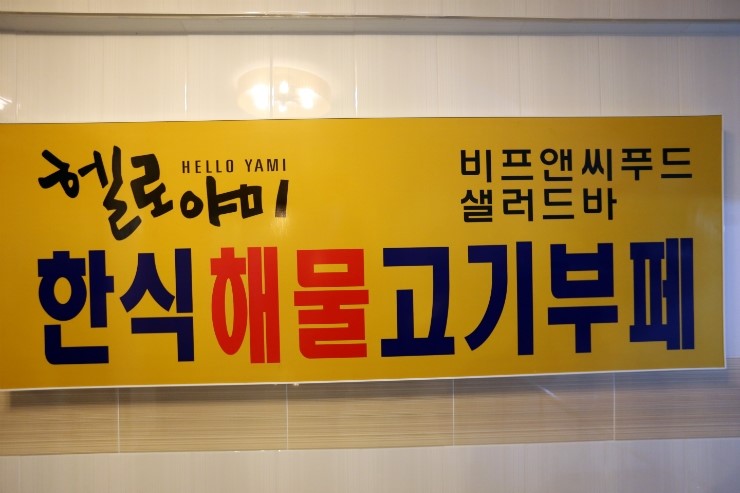 헬로야미
HELLO YAMI
비프앤씨푸드
샐러드바
한식해물고기부페